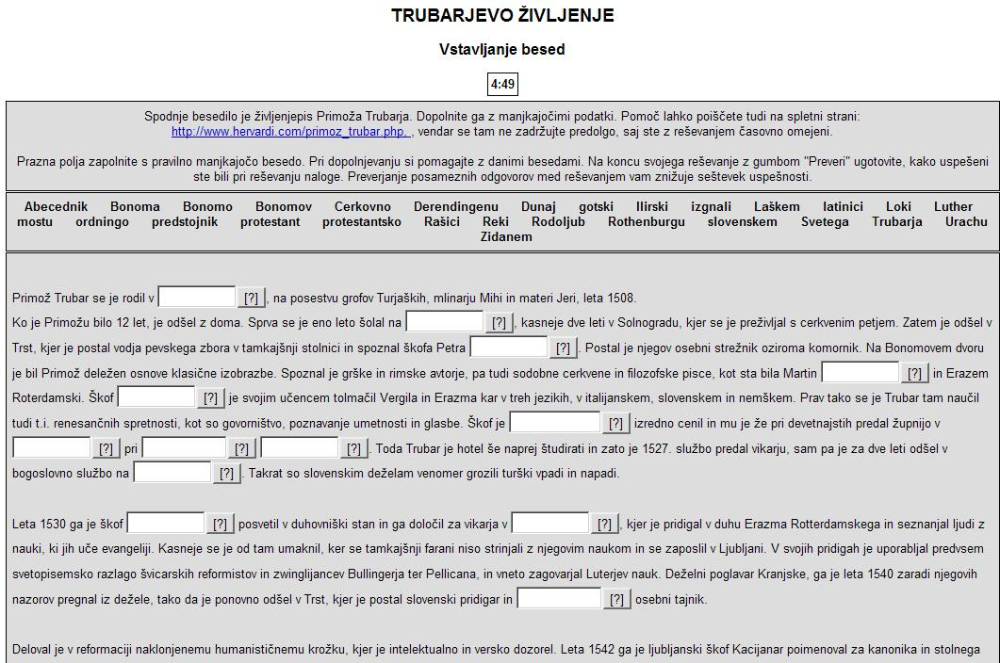 TRUBARJEVO ŽIVLJENJE
Vstavljanje besed
4:49
Spodnje besedilo je življenjepis Primoža Trubarja. Dopolnite ga z manjkajočimi podatki. Pomoč lahko poiščete tudi na spletni strani:
http://www.hervardi.com/primoz_trubar.php. , vendar se tam ne zadržujte predolgo, saj ste z reševanjem časovno omejeni.
Prazna polja zapolnite s pravilno manjkajočo besedo. Pri dopolnjevanju si pomagajte z danimi besedami. Na koncu svojega reševanje z gumbom "Preveri" ugotovite, kako uspešeni
ste bili pri reševanju naloge. Preverjanje posameznih odgovorov med reševanjem vam znižuje seštevek uspešnosti.
Abecednik Bonoma Bonomo Bonomov Cerkovno Derendingenu Dunaj gotski Ilirski izgnali Laškem latinici Loki Luther
mostu ordningo predstojnik protestant protestantsko Rašici Reki Rodoljub Rothenburgu slovenskem Svetega Trubarja Urachu
Zidanem
Primož Trubar se je rodil v [?], na posestvu grofov Turjaških, mlinarju Mihi in materi Jeri, leta 1508.
Ko je Primožu bilo 12 let, je odšel z doma. Sprva se je eno leto šolal na [?], kasneje dve leti v Solnogradu, kjer se je preživljal s cerkvenim petjem. Zatem je odšel v
Trst, kjer je postal vodja pevskega zbora v tamkajšnji stolnici in spoznal škofa Petra [?]. Postal je njegov osebni strežnik oziroma komornik. Na Bonomovem dvoru
je bil Primož deležen osnove klasične izobrazbe. Spoznal je grške in rimske avtorje, pa tudi sodobne cerkvene in filozofske pisce, kot sta bila Martin [?] in Erazem
Roterdamski. Škof [?] je svojim učencem tolmačil Vergila in Erazma kar v treh jezikih, v italijanskem, slovenskem in nemškem. Prav tako se je Trubar tam naučil
tudi t.i. renesančnih spretnosti, kot so govorništvo, poznavanje umetnosti in glasbe. Škof je [?] izredno cenil in mu je že pri devetnajstih predal župnijo v
[?] pri [?] [?]. Toda Trubar je hotel še naprej študirati in zato je 1527. službo predal vikarju, sam pa je za dve leti odšel v
bogoslovno službo na [?]. Takrat so slovenskim deželam venomer grozili turški vpadi in napadi.
Leta 1530 ga je škof [?] posvetil v duhovniški stan in ga določil za vikarja v [?], kjer je pridigal v duhu Erazma Rotterdamskega in seznanjal ljudi z
nauki, ki jih uče evangeliji. Kasneje se je od tam umaknil, ker se tamkajšnji farani niso strinjali z njegovim naukom in se zaposlil v Ljubljani. V svojih pridigah je uporabljal predvsem
svetopisemsko razlago švicarskih reformistov in zwinglijancev Bullingerja ter Pellicana, in vneto zagovarjal Luterjev nauk. Deželni poglavar Kranjske, ga je leta 1540 zaradi njegovih
nazorov pregnal iz dežele, tako da je ponovno odšel v Trst, kjer je postal slovenski pridigar in [?] osebni tajnik.
Deloval je v reformaciji naklonjenemu humanističnemu krožku, kjer je intelektualno in versko dozorel. Leta 1542 ga je ljubljanski škof Kacijanar poimenoval za kanonika in stolnega